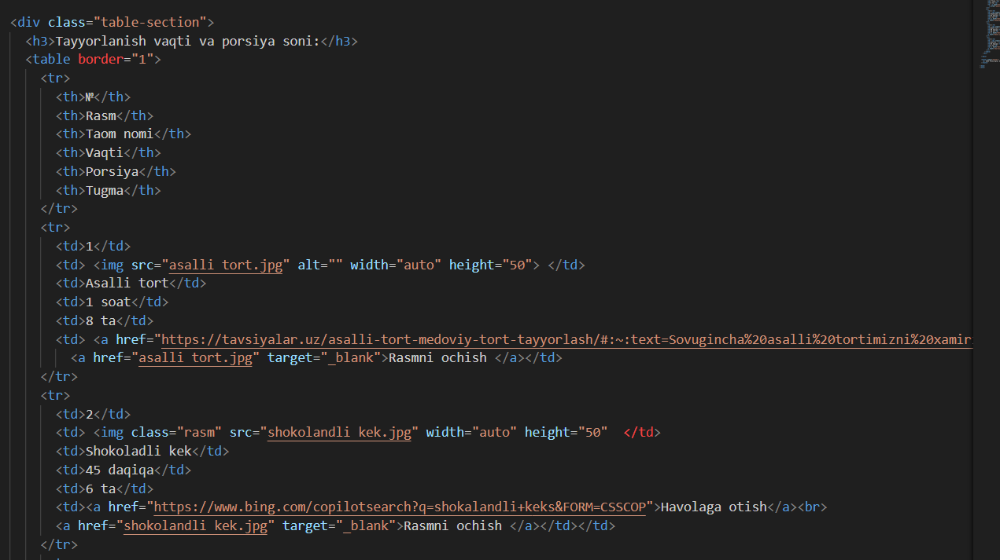 <div class="table-section">
<h3>Tayyorlanish vaqti va porsiya soni:</h3>
<table border="1">
<tr>
<th>№</th>
<th>Rasm</th>
<th>Taom nomi</th>
<th>Vaqti</th>
<th>Porsiya</th>
<th>Tugma</th>
</tr>
<tr>
<td>1</td>
<td> <img src="asalli tort.jpg" alt="" width="auto" height="50"> </td>
<td>Asalli tort</td>
<td>1 soat</td>
<td>8 ta</td>
<td> <a href="https://tavsiyalar.uz/asalli-tort-medoviy-tort-tayyorlash/#:~:text=Sovugincha%20asalli%20tortimizni%20xamir
<a href="asalli tort.jpg" target="_blank">Rasmni ochish </a></td>
</tr>
<tr>
<td>2</td>
<td> <img class="rasm" src="shokolandli kek.jpg" width="auto" height="50"  </td>
<td>Shokoladli kek</td>
<td>45 daqiqa</td>
<td>6 ta</td>
<td><a href="https://www.bing.com/copilotsearch?q=shokalandli+keks&FORM=CSSCOP">Havolaga otish</a><br>
<a href="shokolandli kek.jpg" target="_blank">Rasmni ochish </a></td></td>
</tr>